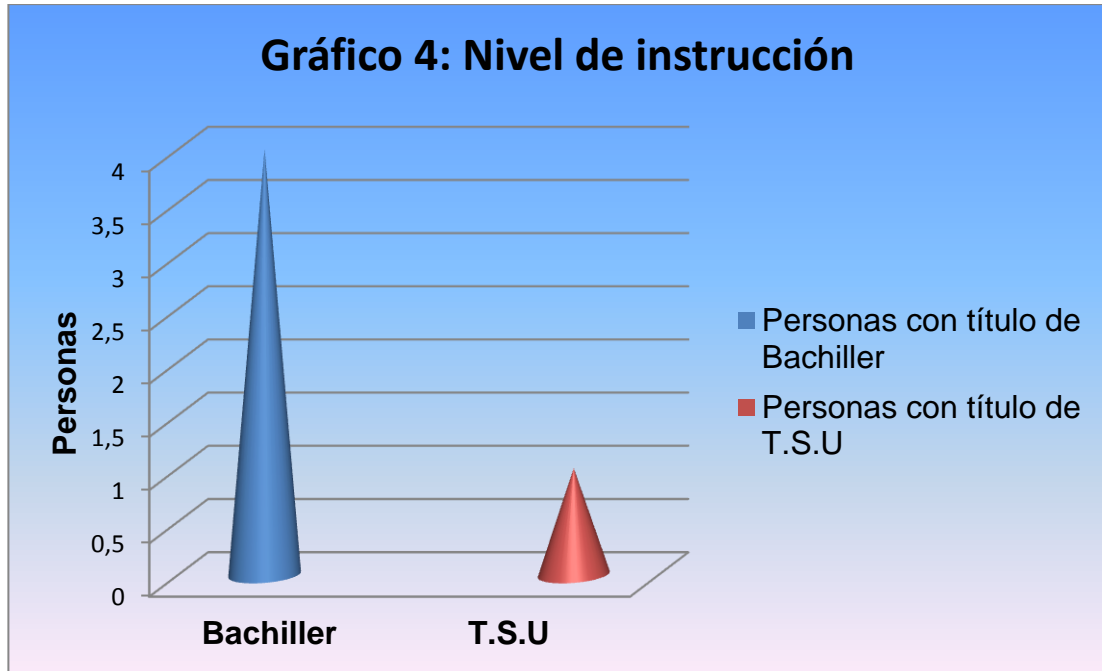 Gráfico 4: Nivel de instrucción
4
3,5
3
2,5
2
1,5
1
0,5
0
Personas
Bachiller
T.S.U
Personas con título de
Bachiller
Personas con título de
T.S.U